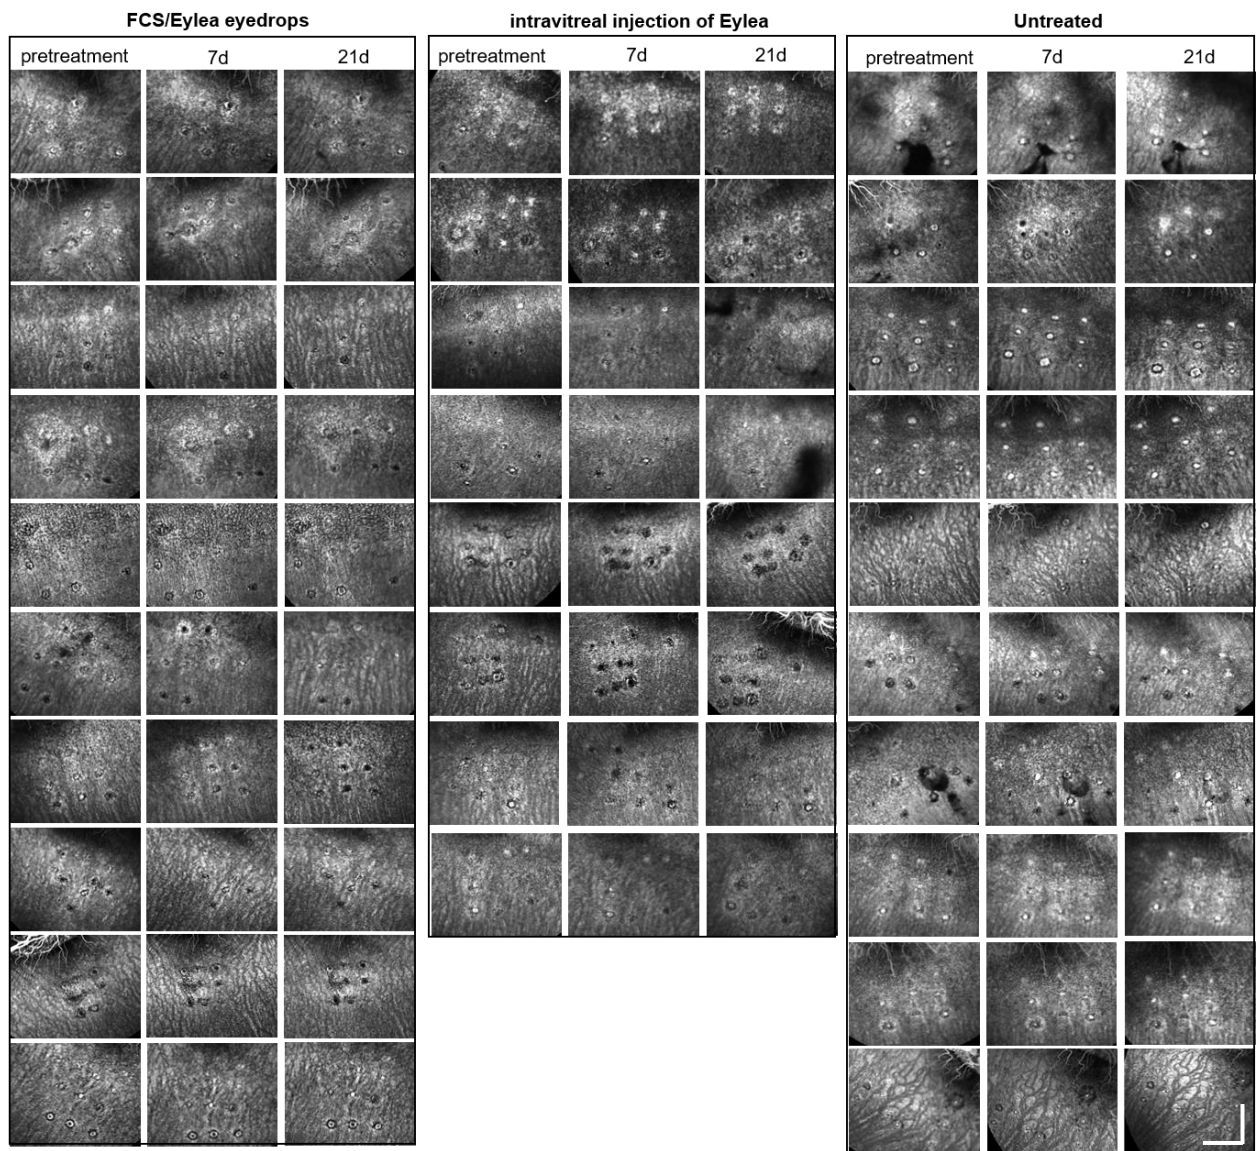 FCS/Eylea eyedrops
intravitreal injection of Eylea
Untreated
pretreatment 7d 21d
pretreatment 7d 21d
pretreatment 7d 21d